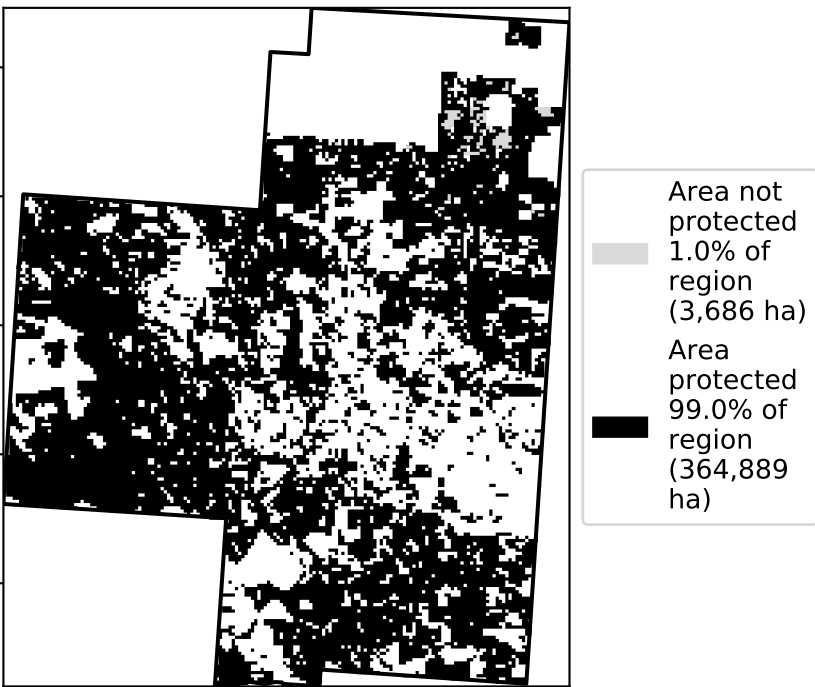 Area not
protected
1.0% of
region
(3,686 ha)
Area
protected
99.0% of
region
(364,889
ha)